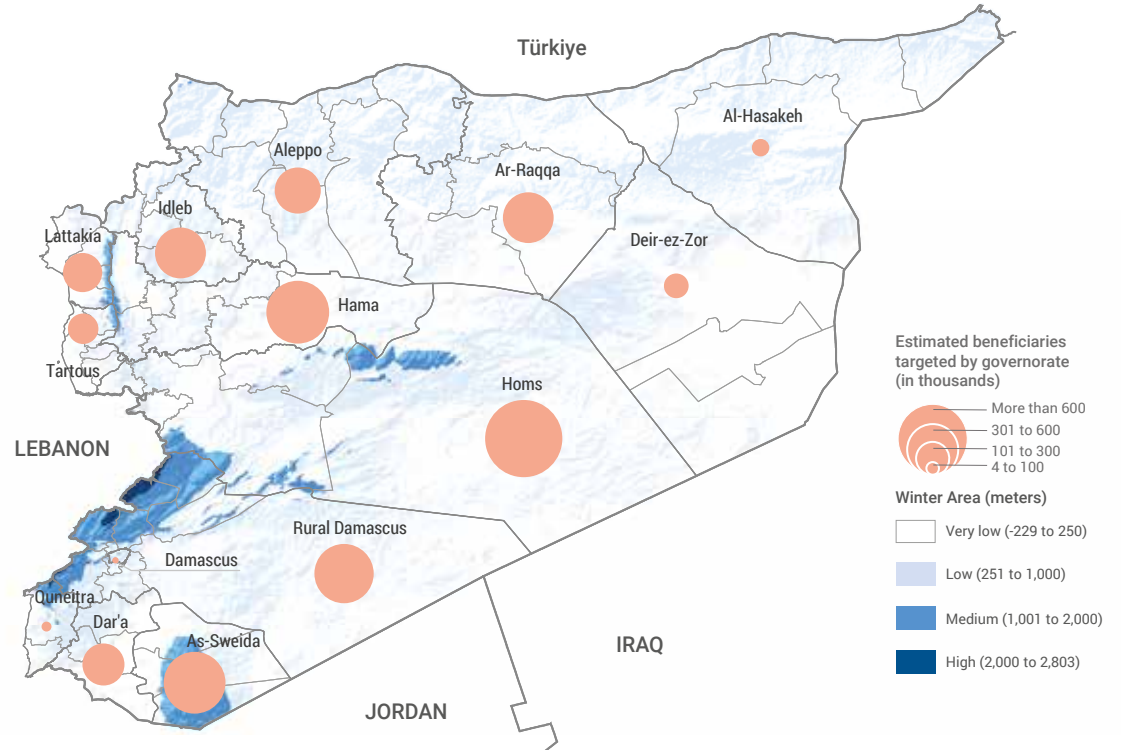 Türkiye
Al-Hasakeh
Aleppo
Ar-Raqqa
Idleb
Lattakia
Deir-ez-Zor
Hama
Tartous
Homs
LEBANON
Rural Damascus
Damascus
Quneitra
Dar'a
As-Sweida
IRAQ
JORDAN
Estimated beneficiaries
targeted by governorate
(in thousands)
More than 600
301 to 600
101 to 300
4 to 100
Winter Area (meters)
Very low (-229 to 250)
Low (251 to 1,000)
Medium (1,001 to 2,000)
High (2,000 to 2,803)